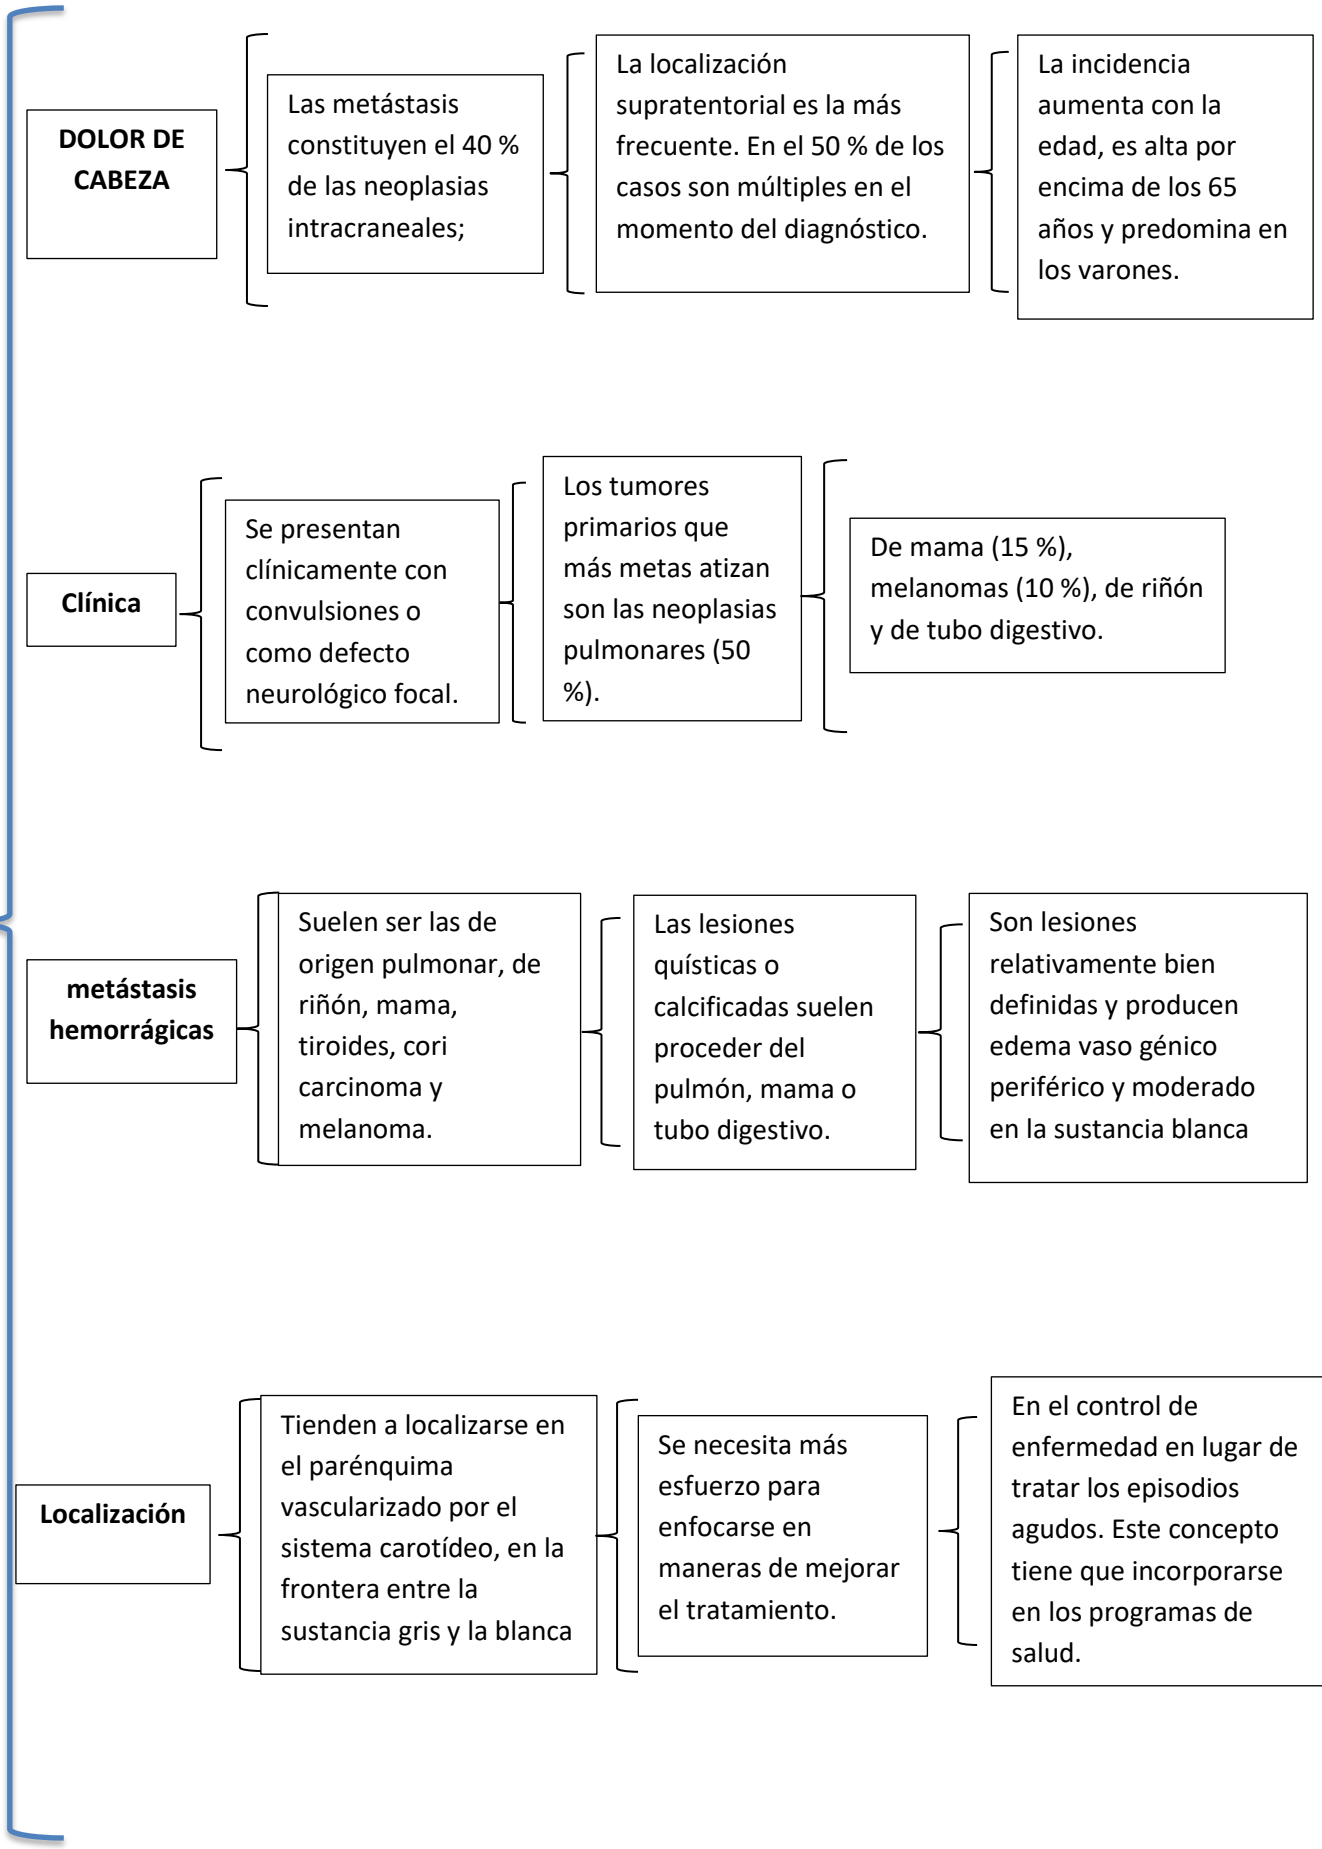 DOLOR DE
CABEZA
Las metástasis
constituyen el 40 %
de las neoplasias
intracraneales;
La localización
supratentorial es la más
frecuente. En el 50 % de los
casos son múltiples en el
momento del diagnóstico.
La incidencia
aumenta con la
edad, es alta por
encima de los 65
años y predomina en
los varones.
Clínica
Se presentan
clínicamente con
convulsiones o
como defecto
neurológico focal.
Los tumores
primarios que
más metas atizan
son las neoplasias
pulmonares (50
%).
De mama (15 %),
melanomas (10 %), de riñón
y de tubo digestivo.
metástasis
hemorrágicas
Suelen ser las de
origen pulmonar, de
riñón, mama,
tiroides, cori
carcinoma y
melanoma.
Las lesiones
quísticas o
calcificadas suelen
proceder del
pulmón, mama o
tubo digestivo.
Son lesiones
relativamente bien
definidas y producen
edema vaso génico
periférico y moderado
en la sustancia blanca
Localización
Tienden a localizarse en
el parénquima
vascularizado por el
sistema carotídeo, en la
frontera entre la
sustancia gris y la blanca
Se necesita más
esfuerzo para
enfocarse en
maneras de mejorar
el tratamiento.
En el control de
enfermedad en lugar de
tratar los episodios
agudos. Este concepto
tiene que incorporarse
en los programas de
salud.